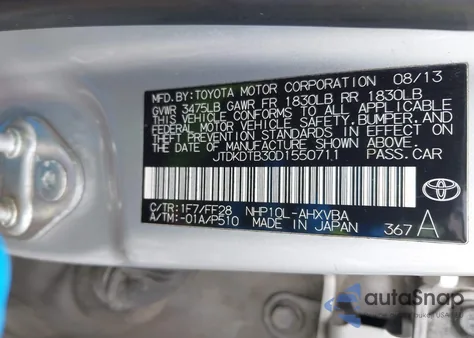 MFD. BY: TOYOTA MOTOR CORPORATION 08/13
GVWR 3475LB GAWR FR 1830LB RR 1830LB
THIS VEHICLE CONFORMS TO ALL APPLICABLE
FEDERAL MOTOR VEHICLE SAFETY, BUMPER, AND
THEFT PREVENTION STANDARDS IN EFFECT ON
THE DATE OF MANUFACTURE SHOWN ABOVE.
JTDKDTB30D1550711 PASS. CAR
C/TR: 1F7/FF28 NHP10L-AHXVBA
A/TM: -01A/P510 MADE IN JAPAN
367 A
TOYOTA
autoSnap